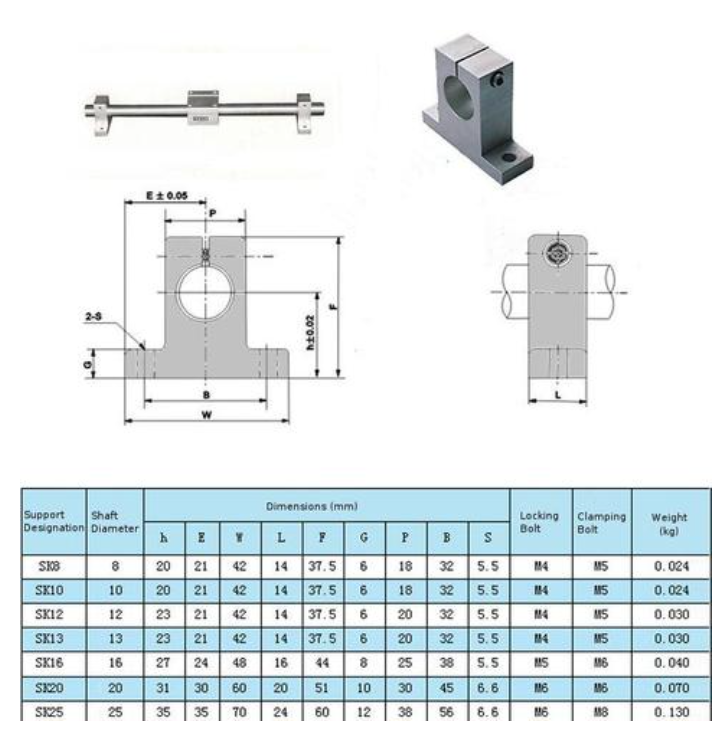 E ± 0.05
P
2-S
G
h±0.02
F
B
W
L
Support Designation Shaft Diameter Dimensions (mm) Locking Bolt Clamping Bolt Weight (kg)
h E W L F G P B S
SK8 8 20 21 42 14 37.5 6 18 32 5.5 M4 M5 0.024
SK10 10 20 21 42 14 37.5 6 18 32 5.5 M4 M5 0.024
SK12 12 23 21 42 14 37.5 6 20 32 5.5 M4 M5 0.030
SK13 13 23 21 42 14 37.5 6 20 32 5.5 M4 M5 0.030
SK16 16 27 24 48 16 44 8 25 38 5.5 M5 M6 0.040
SK20 20 31 30 60 20 51 10 30 45 6.6 M6 M6 0.070
SK25 25 35 35 70 24 60 12 38 56 6.6 M6 M8 0.130